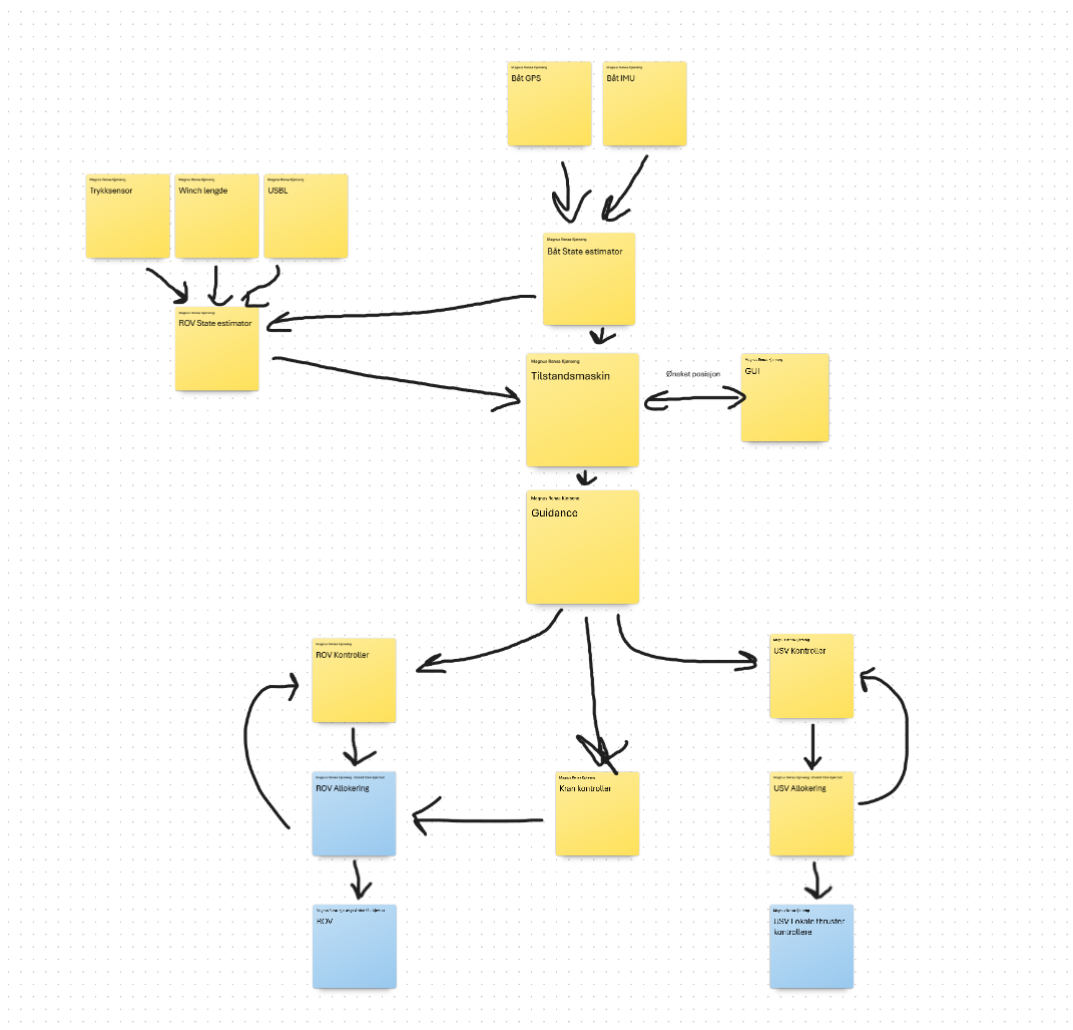 Båt GPS
Båt IMU
Trykksensor
Winch lengde
USBL
Båt State estimator
ROV State estimator
Tilstandsmaskin
Ønsket posisjon
GUI
Guidance
ROV Kontroller
USV Kontroller
ROV Allokering
Kran kontroller
USV Allokering
ROV
USV Lokale thruster
kontrollere